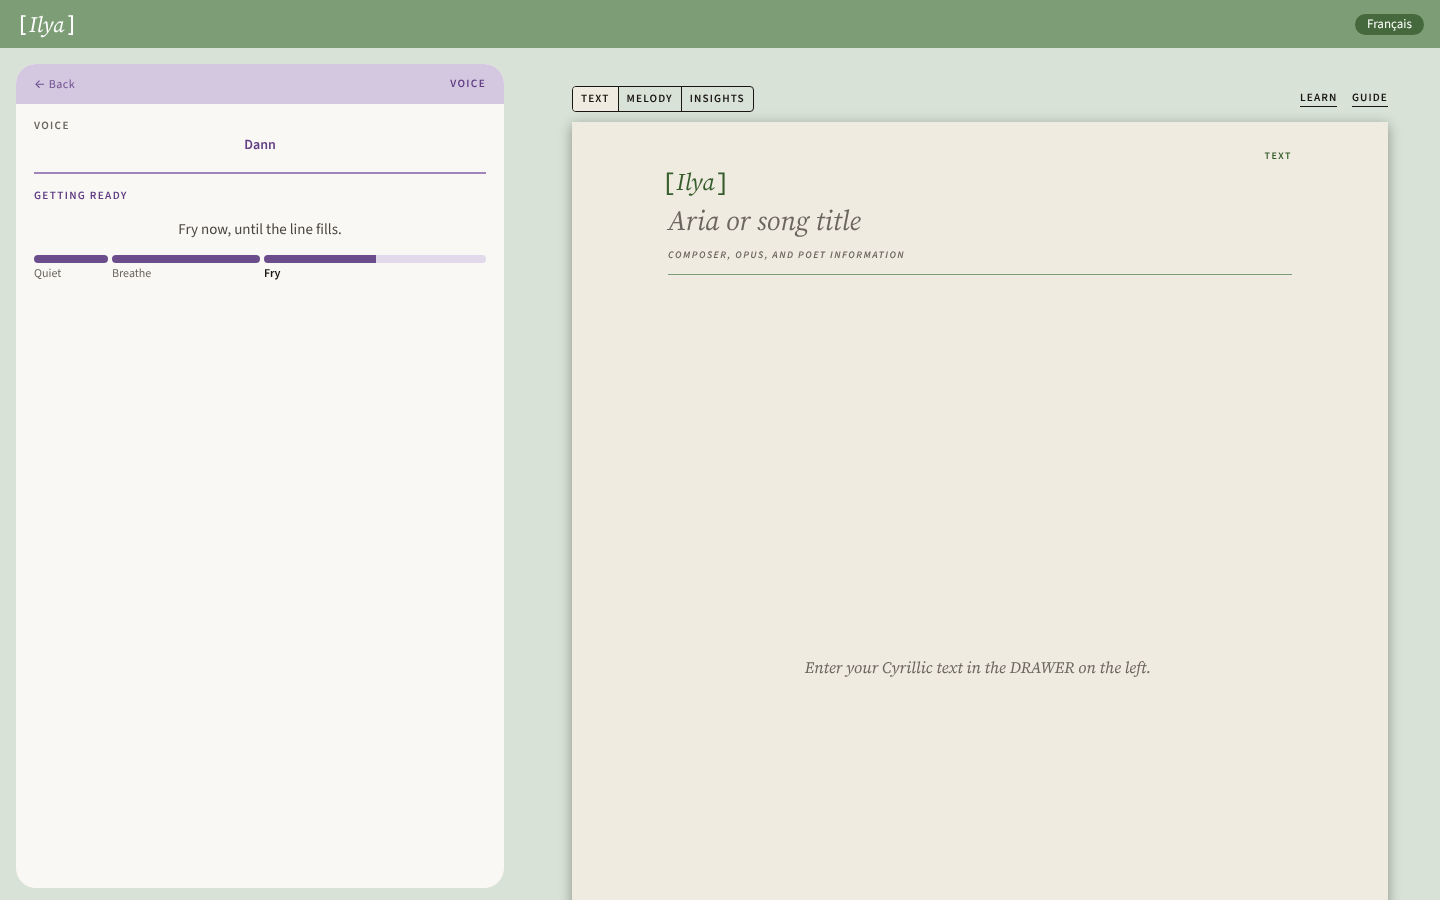 [Ilya]
Français
← Back
VOICE
VOICE
Dann
GETTING READY
Fry now, until the line fills.
Quiet
Breathe
Fry
TEXT
MELODY
INSIGHTS
LEARN
GUIDE
TEXT
[Ilya]
Aria or song title
COMPOSER, OPUS, AND POET INFORMATION
Enter your Cyrillic text in the DRAWER on the left.